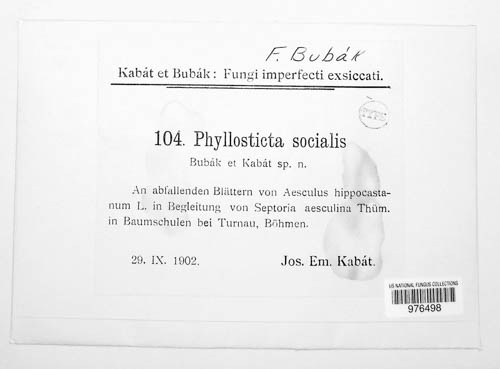 F. Bubák
Kabát et Bubák: Fungi imperfecti exsiccati.
TYPE
104. Phyllosticta socialis
Bubák et Kabát sp. n.
An abfallenden Blättern von Aesculus hippocasta-
num L. in Begleitung von Septoria aesculina Thüm.
in Baumschulen bei Turnau, Böhmen.
29. IX. 1902.
Jos. Em. Kabát.
US NATIONAL FUNGUS COLLECTIONS
976498